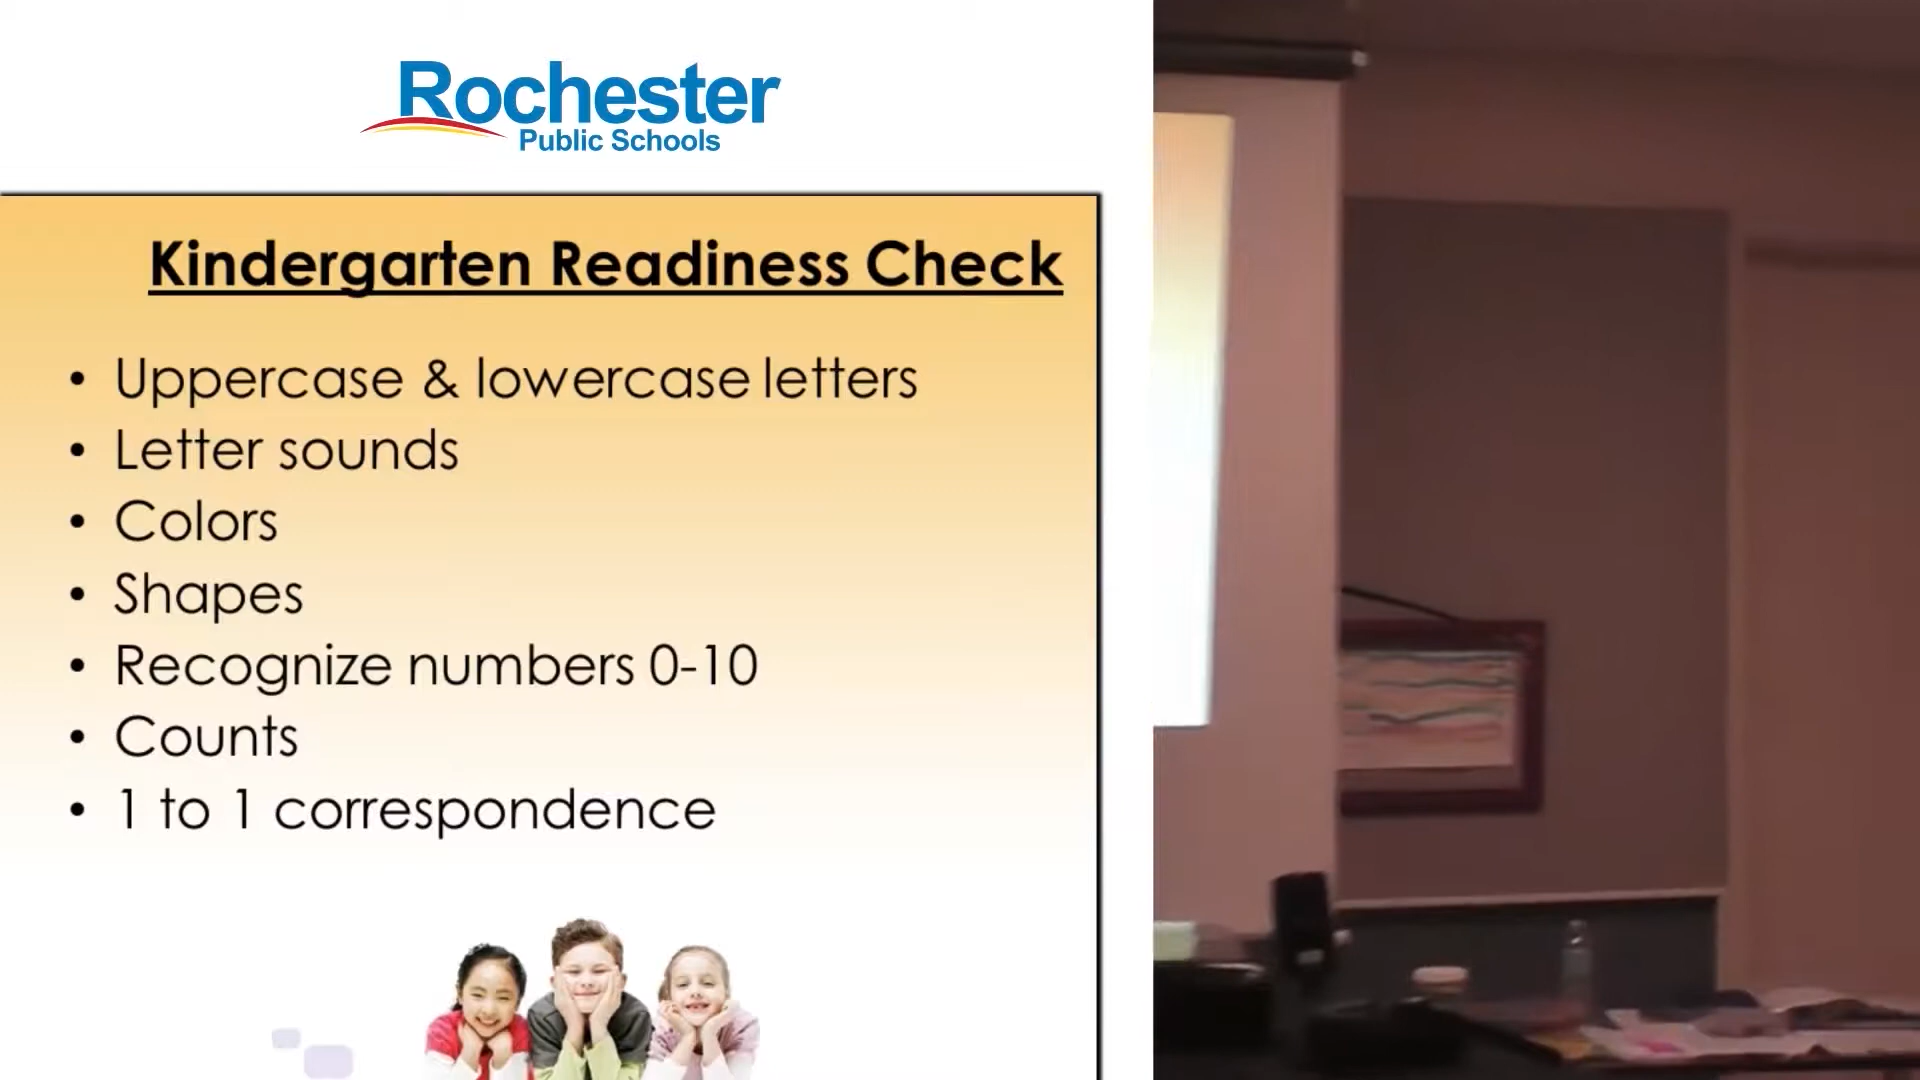 Rochester
Public Schools
Kindergarten Readiness Check
• Uppercase & lowercase letters
• Letter sounds
• Colors
• Shapes
• Recognize numbers 0-10
• Counts
• 1 to 1 correspondence